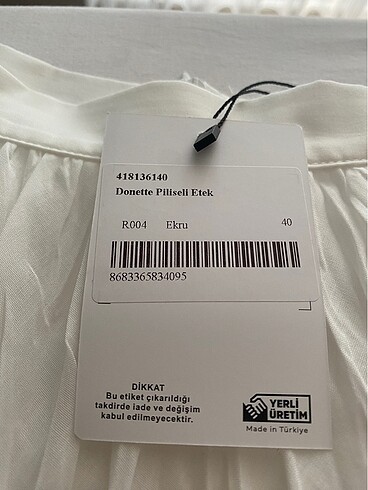 418136140
Donette Piliseli Etek
R004 Ekru 40
8683365834095
DİKKAT
Bu etiket çıkarıldığı
takdirde iade ve değişim
kabul edilmeyecektir.
YERLİ
ÜRETİM
Made in Türkiye